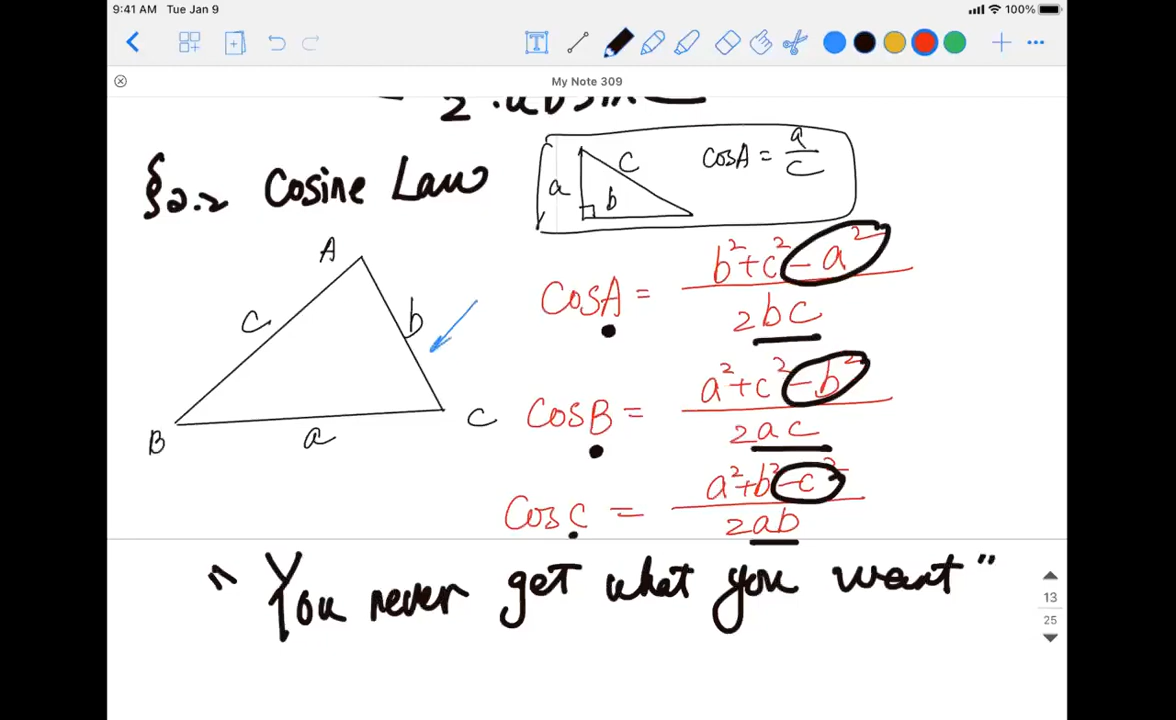 9:41 AM Tue Jan 9
100%
My Note 309
§2.2 Cosine Law
a
c
b
cosA = a/c
A
c
b
B
a
C
CosA = b²+c²-a² / 2bc
CosB = a²+c²-b² / 2ac
Cosc = a²+b²-c² / 2ab
"You never get what you want"
13
25